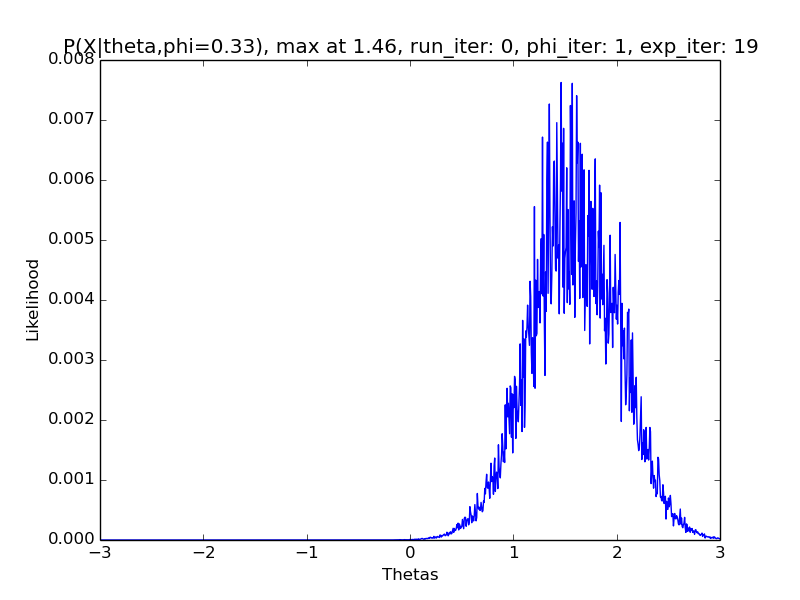 P(X|theta,phi=0.33), max at 1.46, run_iter: 0, phi_iter: 1, exp_iter: 19
0.008
0.007
0.006
0.005
0.004
0.003
0.002
0.001
0.000
Likelihood
−3 −2 −1 0 1 2 3
Thetas